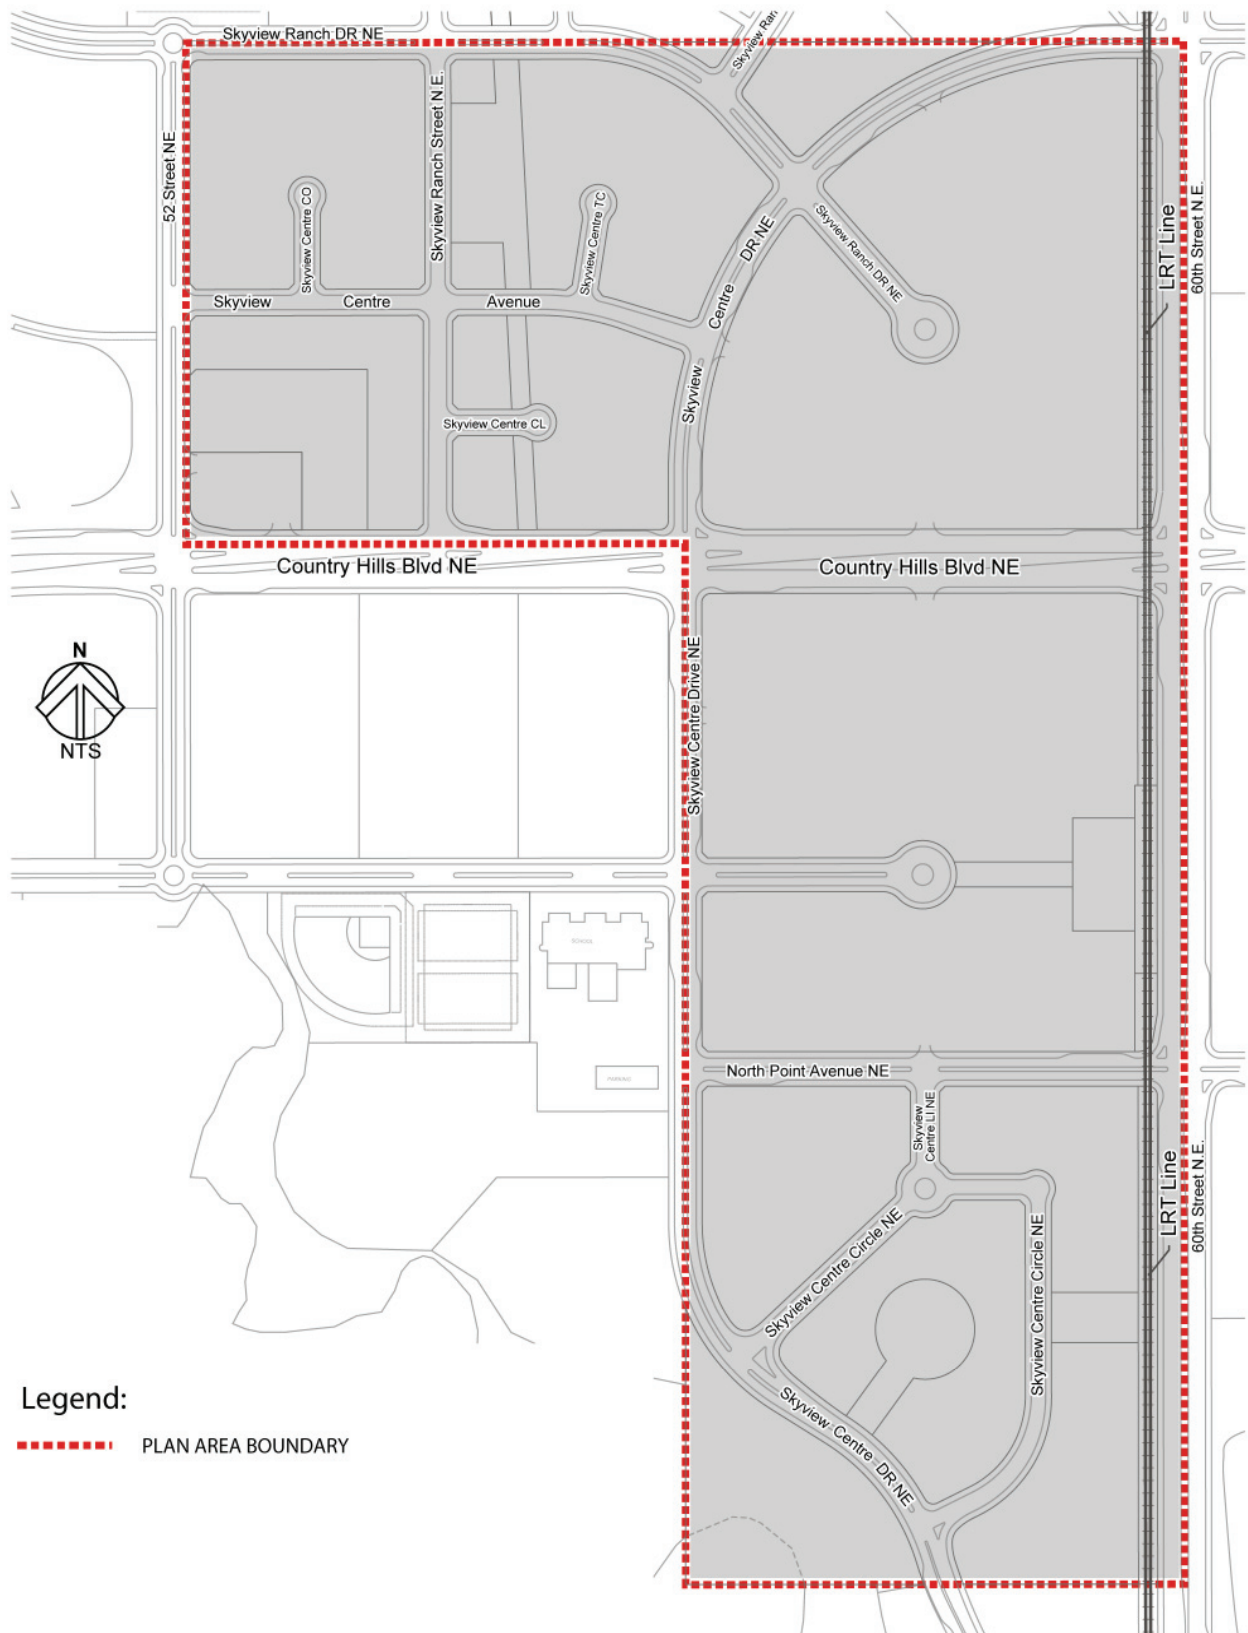 Skyview Ranch DR NE
Skyview Ran
52 Street NE
Skyview Ranch Street N.E.
Skyview Centre CO
Skyview Centre TC
Skyview Ranch DR NE
LRT Line
60th Street N.E.
Skyview Centre Avenue
Skyview Centre DR NE
Skyview Centre CL
Country Hills Blvd NE
Country Hills Blvd NE
N
NTS
Skyview Centre Drive NE
SCHOOL
North Point Avenue NE
Skyview
Centre LI NE
LRT Line
60th Street N.E.
Skyview Centre Circle NE
Skyview Centre Circle NE
Skyview Centre DR NE
Legend:
PLAN AREA BOUNDARY